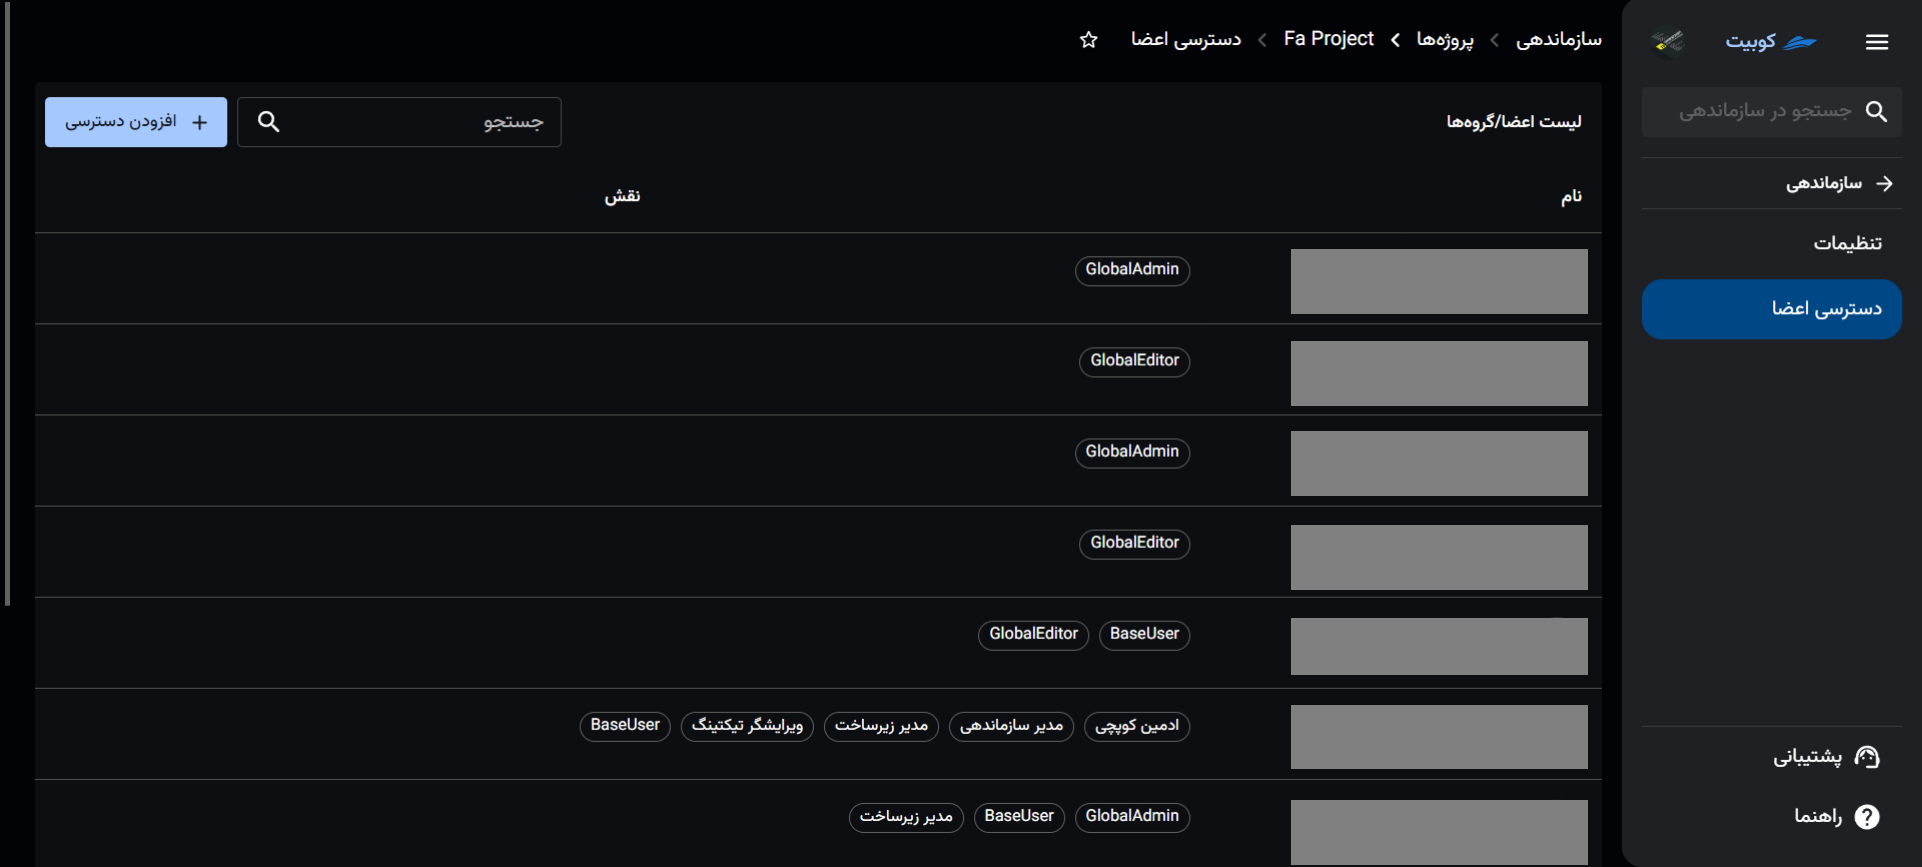 کوبیت
جستجو در سازماندهی
سازماندهی
تنظیمات
دسترسی اعضا
پشتیبانی
راهنما
سازماندهی > پروژه‌ها > Fa Project > دسترسی اعضا
لیست اعضا/گروه‌ها
جستجو
افزودن دسترسی +
نام نقش
GlobalAdmin
GlobalEditor
GlobalAdmin
GlobalEditor
BaseUser GlobalEditor
ادمین کوپچی مدیر سازماندهی مدیر زیرساخت ویرایشگر تیکتینگ BaseUser
GlobalAdmin BaseUser مدیر زیرساخت